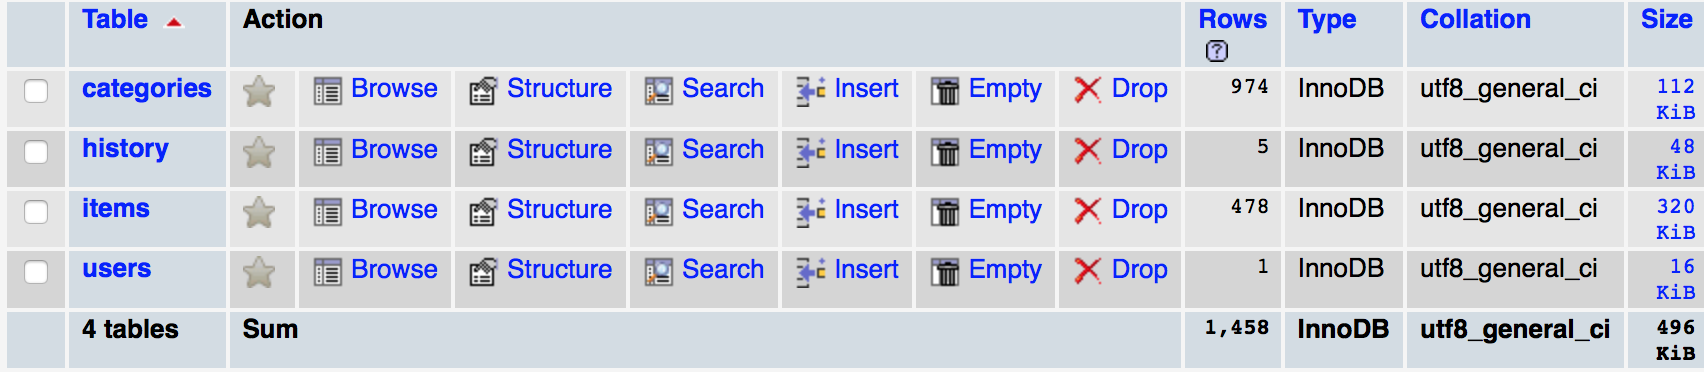 Table Action Rows Type Collation Size
?
categories Browse Structure Search Insert Empty Drop 974 InnoDB utf8_general_ci 112 KiB
history Browse Structure Search Insert Empty Drop 5 InnoDB utf8_general_ci 48 KiB
items Browse Structure Search Insert Empty Drop 478 InnoDB utf8_general_ci 320 KiB
users Browse Structure Search Insert Empty Drop 1 InnoDB utf8_general_ci 16 KiB
4 tables Sum 1,458 InnoDB utf8_general_ci 496 KiB